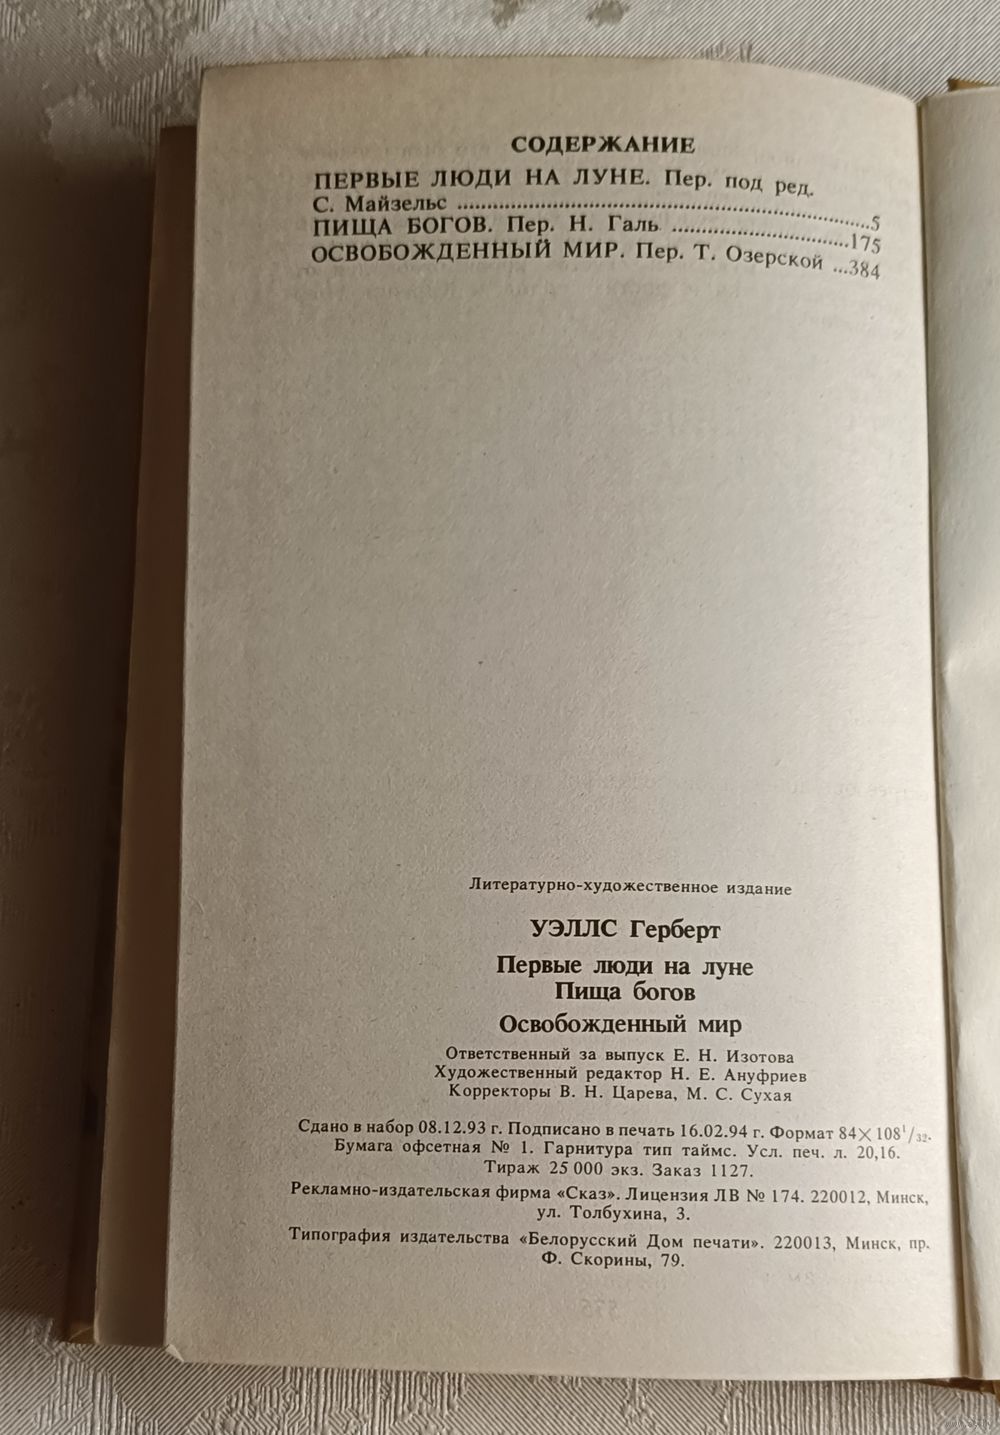 СОДЕРЖАНИЕ
ПЕРВЫЕ ЛЮДИ НА ЛУНЕ. Пер. под ред.
С. Майзельс ........................................................5
ПИЩА БОГОВ. Пер. Н. Галь ..............................175
ОСВОБОЖДЕННЫЙ МИР. Пер. Т. Озерской ...384
Литературно-художественное издание
УЭЛЛС Герберт
Первые люди на луне
Пища богов
Освобожденный мир
Ответственный за выпуск Е. Н. Изотова
Художественный редактор Н. Е. Ануфриев
Корректоры В. Н. Царева, М. С. Сухая
Сдано в набор 08.12.93 г. Подписано в печать 16.02.94 г. Формат 84×108¹/₃₂.
Бумага офсетная № 1. Гарнитура тип таймс. Усл. печ. л. 20,16.
Тираж 25 000 экз. Заказ 1127.
Рекламно-издательская фирма «Сказ». Лицензия ЛВ № 174. 220012, Минск,
ул. Толбухина, 3.
Типография издательства «Белорусский Дом печати». 220013, Минск, пр.
Ф. Скорины, 79.